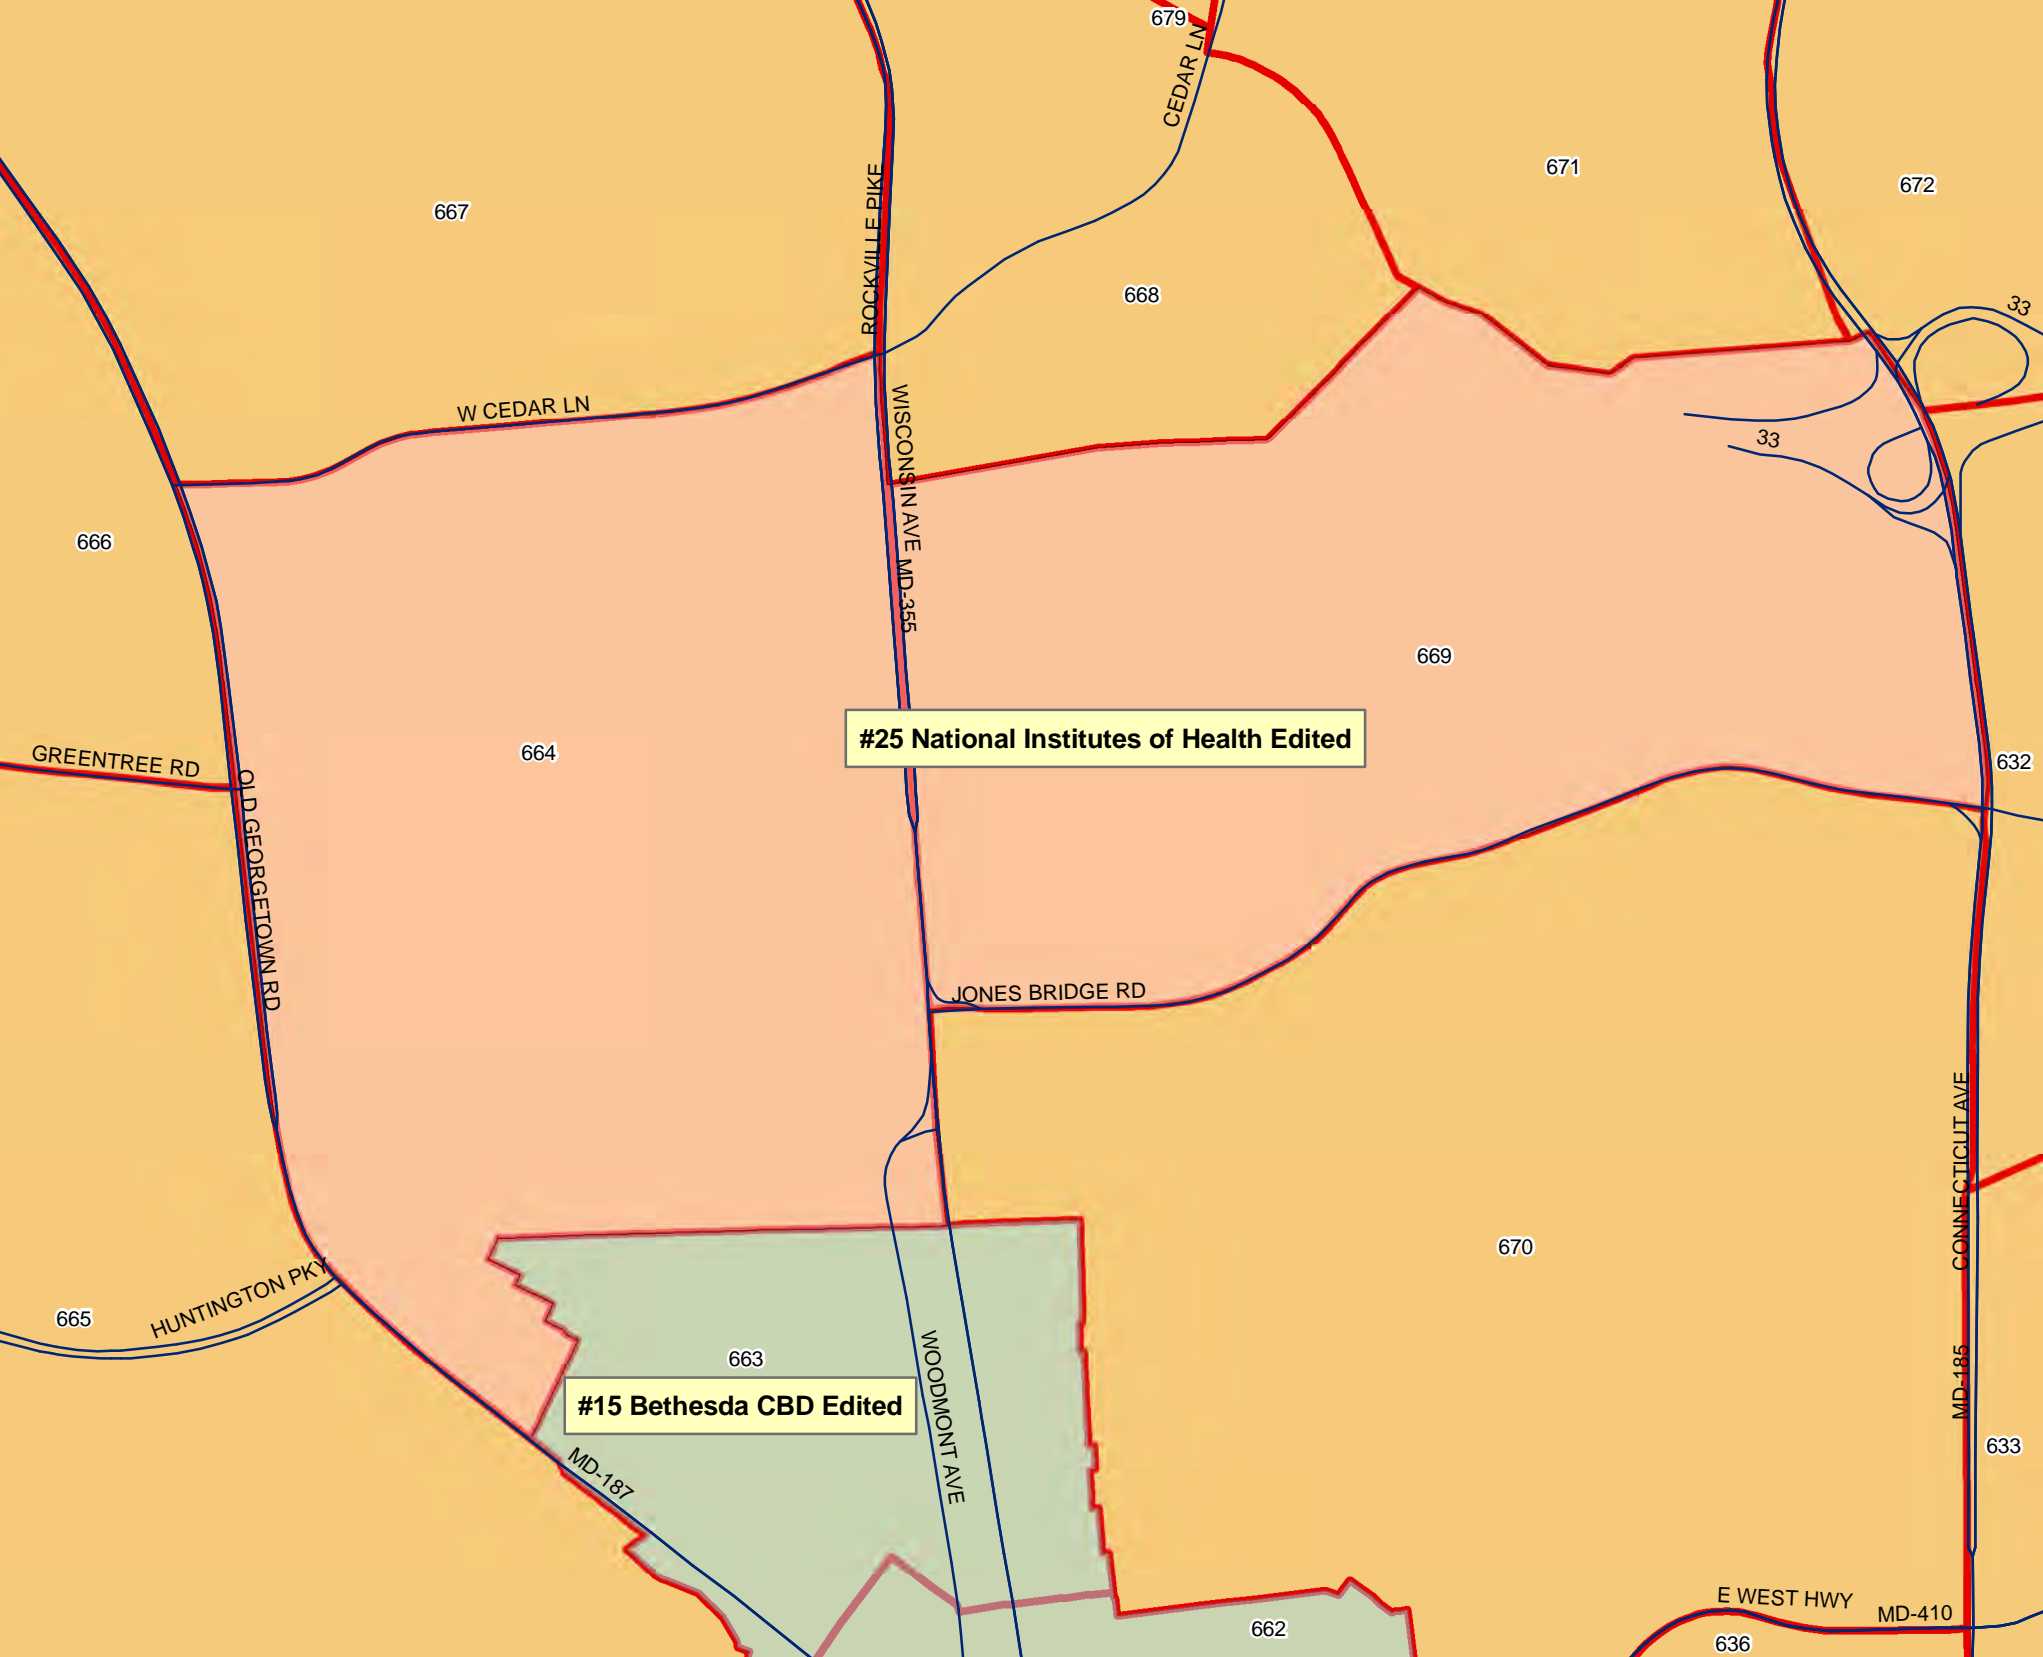 679
CEDAR LN
671
672
667
ROCKVILLE PIKE
668
33
W CEDAR LN
WISCONSIN AVE
MD-355
33
666
669
GREENTREE RD
664
#25 National Institutes of Health Edited
632
OLD GEORGETOWN RD
JONES BRIDGE RD
CONNECTICUT AVE
670
HUNTINGTON PKY
665
663
WOODMONT AVE
#15 Bethesda CBD Edited
MD-185
633
MD-187
E WEST HWY
MD-410
662
636